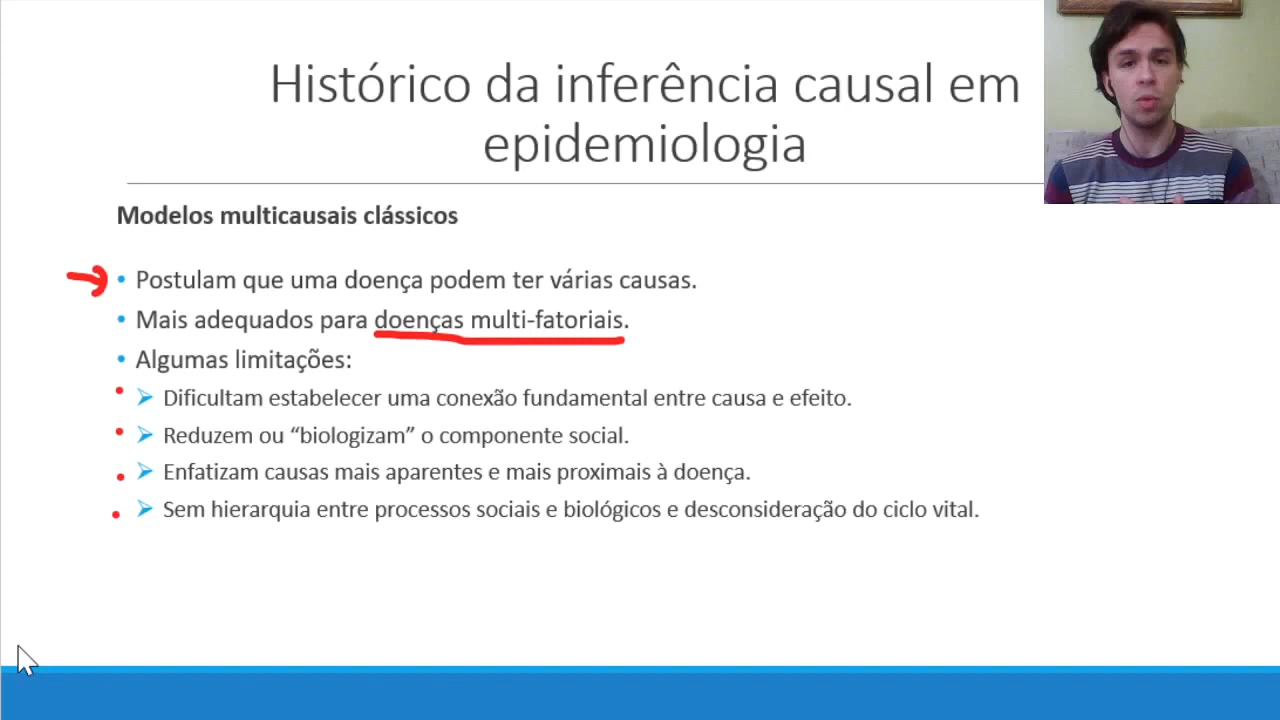 Histórico da inferência causal em
epidemiologia
Modelos multicausais clássicos
• Postulam que uma doença podem ter várias causas.
• Mais adequados para doenças multi-fatoriais.
• Algumas limitações:
➢ Dificultam estabelecer uma conexão fundamental entre causa e efeito.
➢ Reduzem ou “biologizam” o componente social.
➢ Enfatizam causas mais aparentes e mais proximais à doença.
➢ Sem hierarquia entre processos sociais e biológicos e desconsideração do ciclo vital.